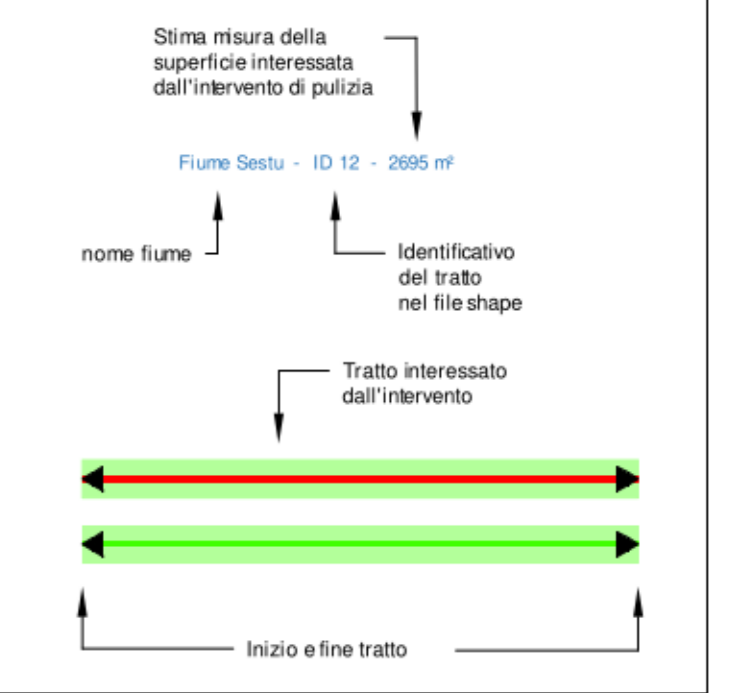 Stima misura della
superficie interessata
dall'intervento di pulizia
Fiume Sestu - ID 12 - 2695 m²
nome fiume
Identificativo
del tratto
nel file shape
Tratto interessato
dall'intervento
Inizio e fine tratto